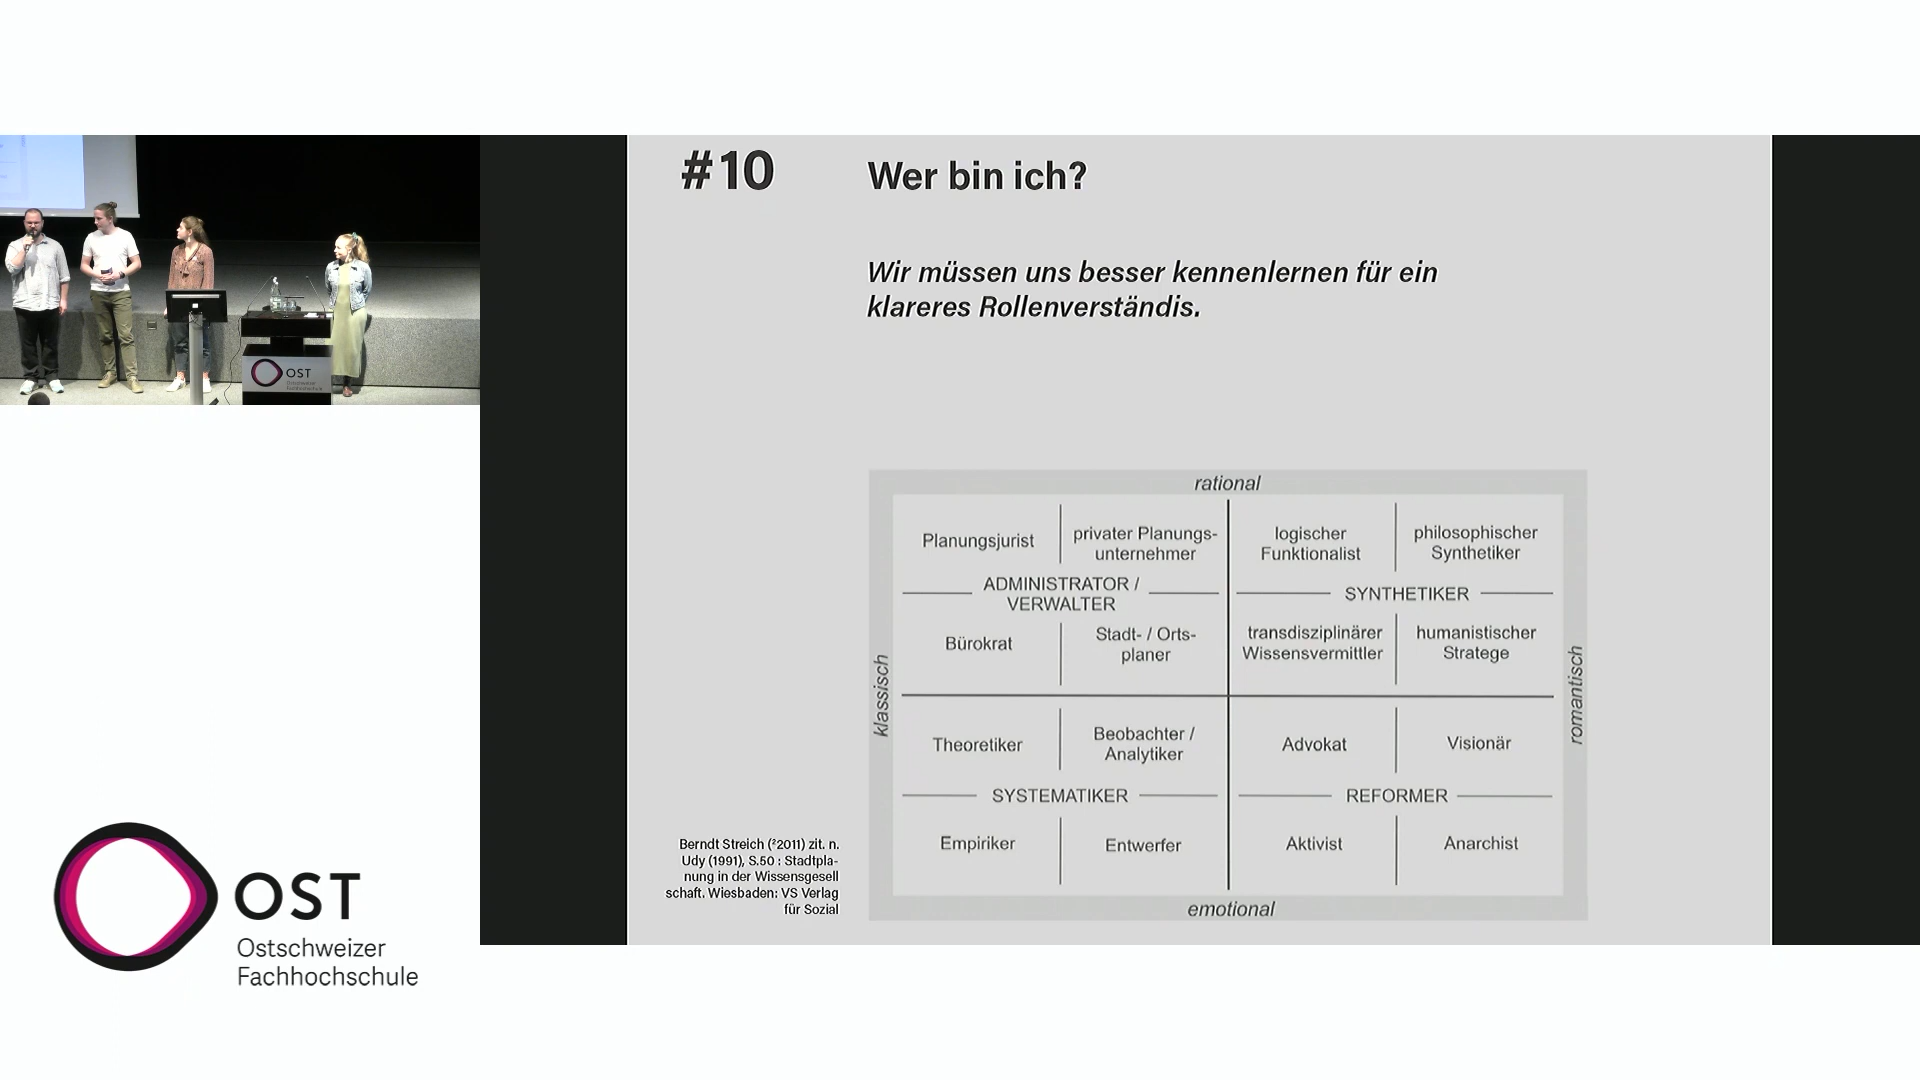 #10
Wer bin ich?
Wir müssen uns besser kennenlernen für ein
klareres Rollenverständis.
rational
Planungsjurist
privater Planungs-
unternehmer
logischer
Funktionalist
philosophischer
Synthetiker
ADMINISTRATOR /
VERWALTER
SYNTHETIKER
Bürokrat
Stadt- / Orts-
planer
transdisziplinärer
Wissensvermittler
humanistischer
Stratege
klassisch
romantisch
Theoretiker
Beobachter /
Analytiker
Advokat
Visionär
SYSTEMATIKER
REFORMER
Empiriker
Entwerfer
Aktivist
Anarchist
emotional
Berndt Streich (²2011) zit. n.
Udy (1991), S.50 : Stadtpla-
nung in der Wissensgesell
schaft. Wiesbaden: VS Verlag
für Sozial
OST
Ostschweizer
Fachhochschule
OST
Ostschweizer
Fachhochschule